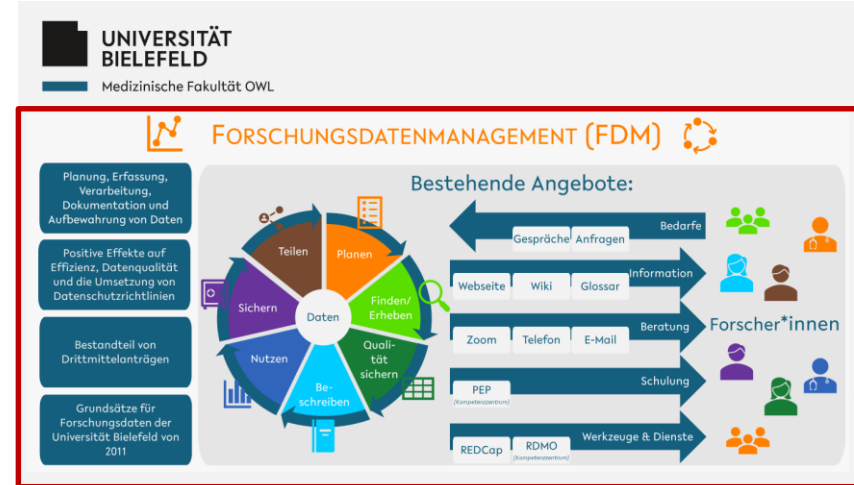 UNIVERSITÄT
BIELEFELD
Medizinische Fakultät OWL
FORSCHUNGSDATENMANAGEMENT (FDM)
Planung, Erfassung,
Verarbeitung,
Dokumentation und
Aufbewahrung von Daten
Positive Effekte auf
Effizienz, Datenqualität
und die Umsetzung von
Datenschutzrichtlinien
Bestandteil von
Drittmittelanträgen
Grundsätze für
Forschungsdaten der
Universität Bielefeld von
2011
Bestehende Angebote:
Teilen
Planen
Finden/
Erheben
Quali-
tät
sichern
Be-
schreiben
Nutzen
Sichern
Daten
Bedarfe
Gespräche Anfragen
Information
Webseite Wiki Glossar
Beratung
Zoom Telefon E-Mail
Schulung
PEP
(Kompetenzzentrum)
Werkzeuge & Dienste
REDCap RDMO
(Kompetenzzentrum)
Forscher*innen